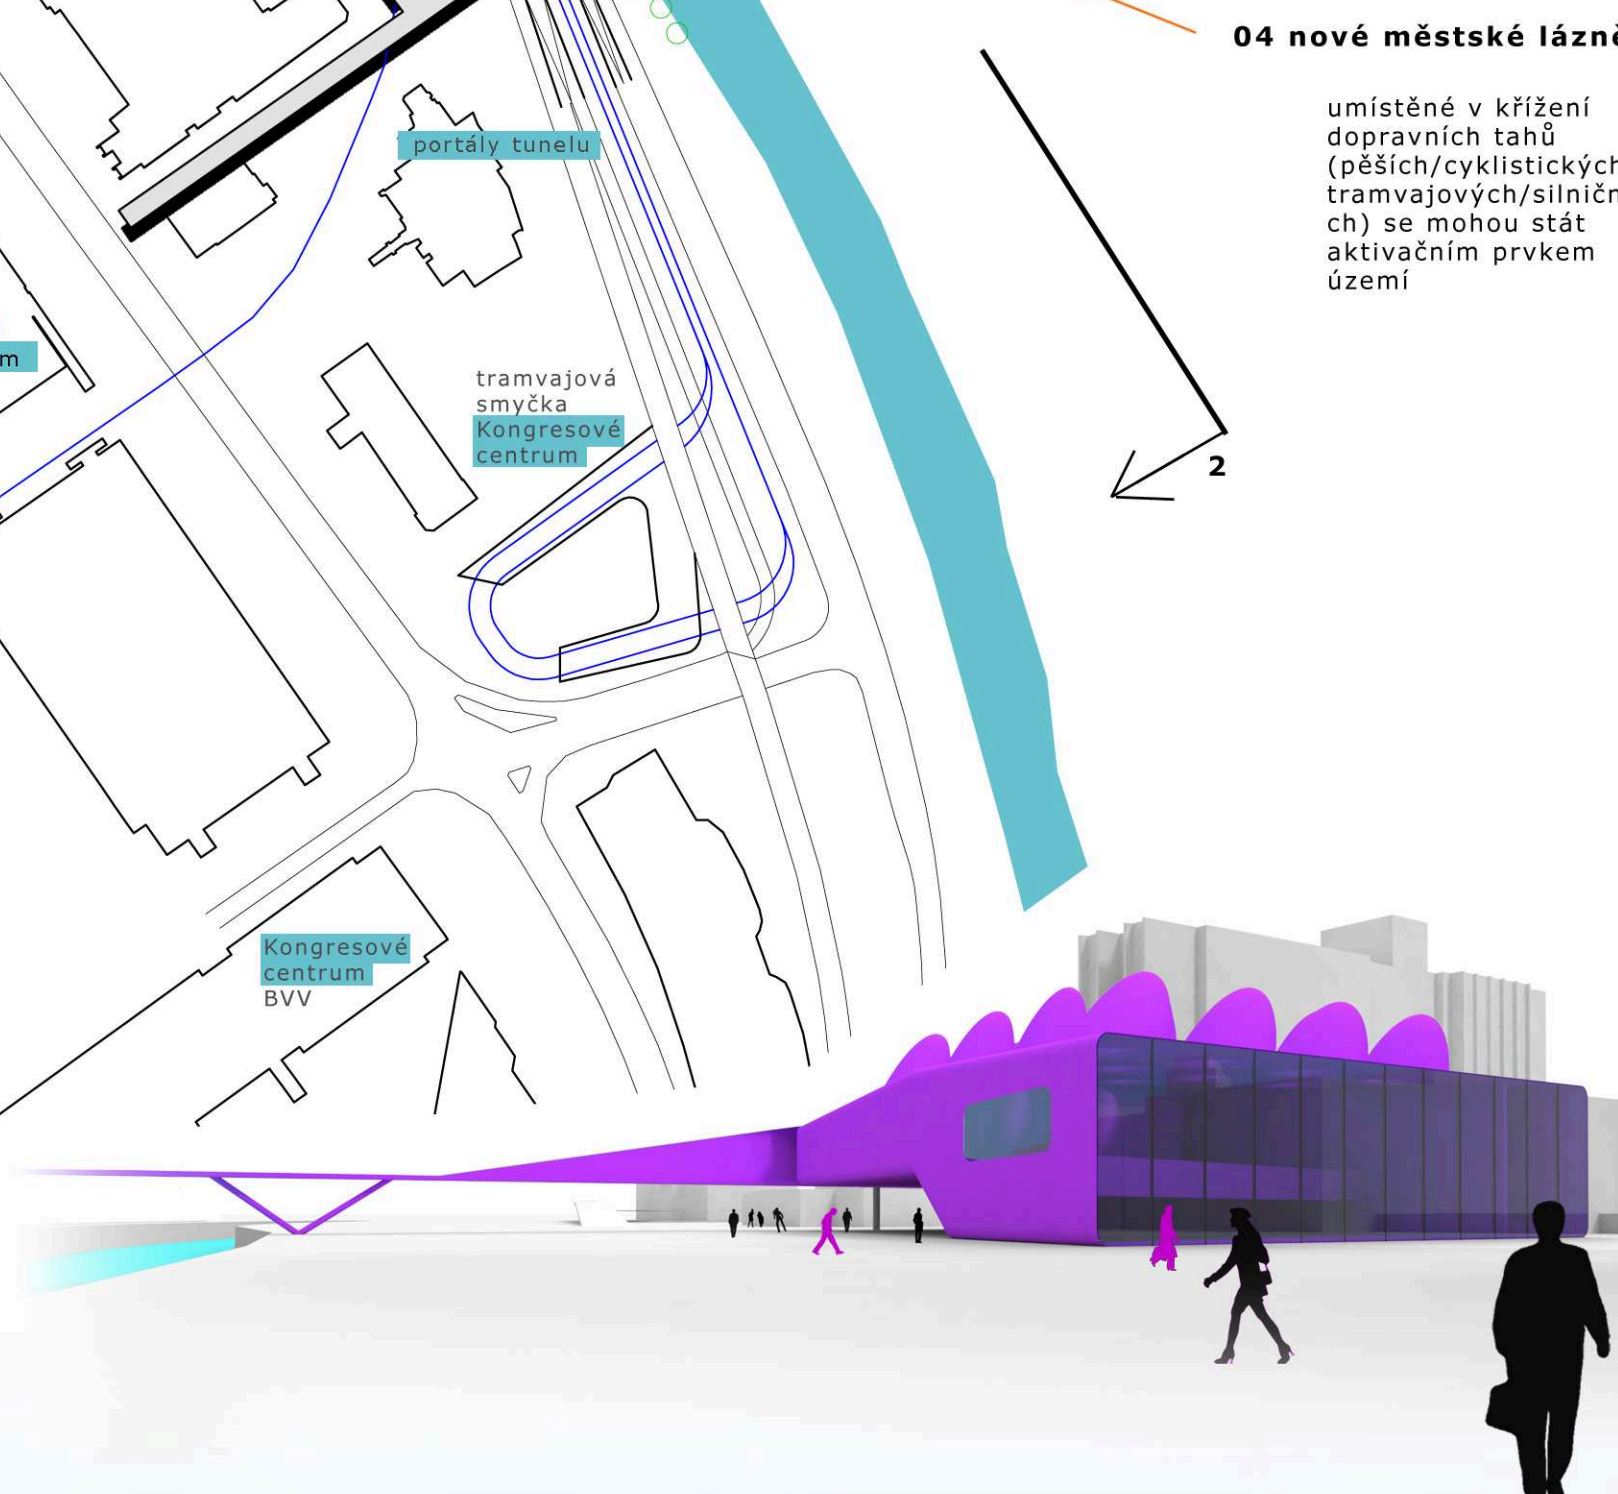 04 nové městské lázně
umístěné v křížení
dopravních tahů
(pěších/cyklistických
tramvajových/silničn
ch) se mohou stát
aktivačním prvkem
území
portály tunelu
m
tramvajová
smyčka
Kongresové
centrum
2
Kongresové
centrum
BVV